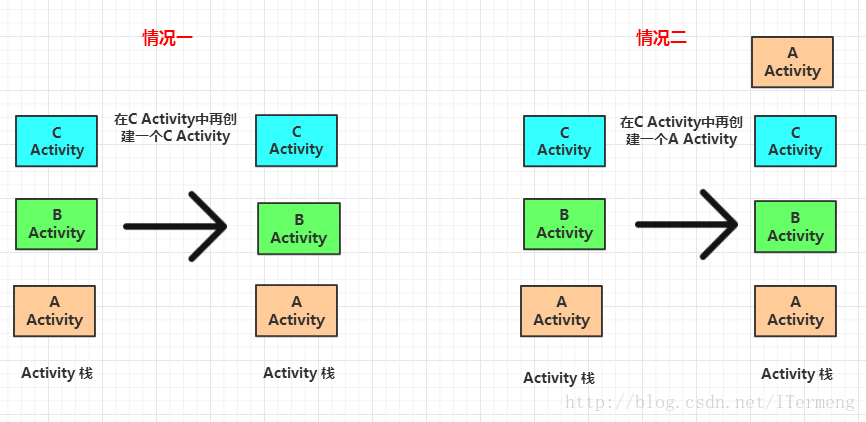 情况一
C
Activity
B
Activity
A
Activity
Activity 栈
在C Activity中再创
建一个C Activity
C
Activity
B
Activity
A
Activity
Activity 栈
情况二
C
Activity
B
Activity
A
Activity
Activity 栈
在C Activity中再创
建一个A Activity
A
Activity
C
Activity
B
Activity
A
Activity
Activity 栈
http://blog.csdn.net/ITermeng